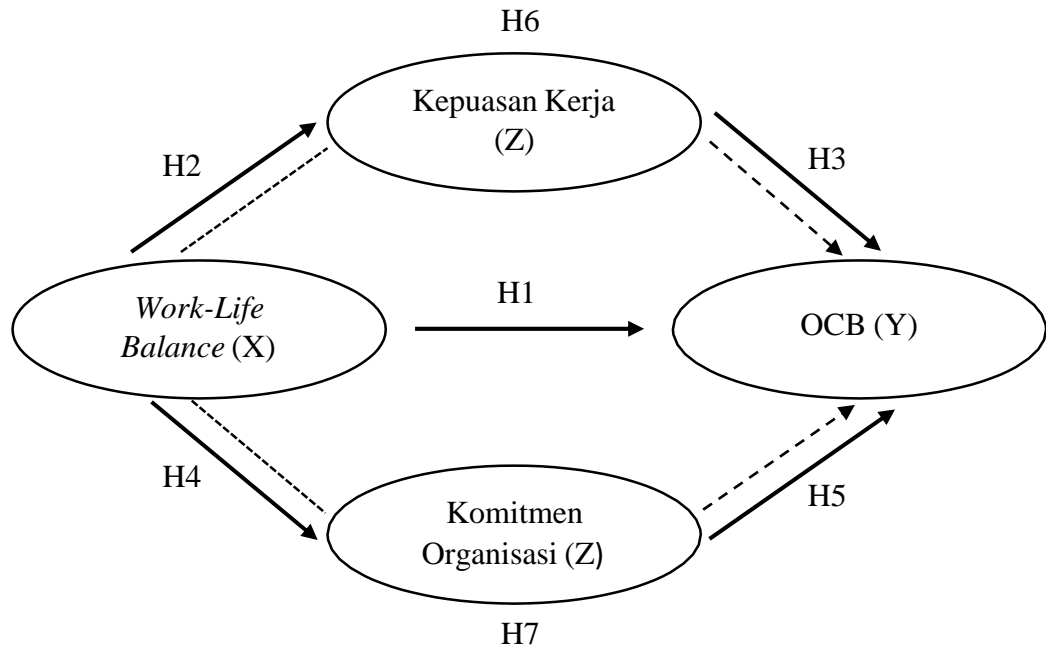 H6
Kepuasan Kerja
(Z)
H2
H3
H1
Work-Life
Balance (X)
OCB (Y)
H4
H5
Komitmen
Organisasi (Z)
H7